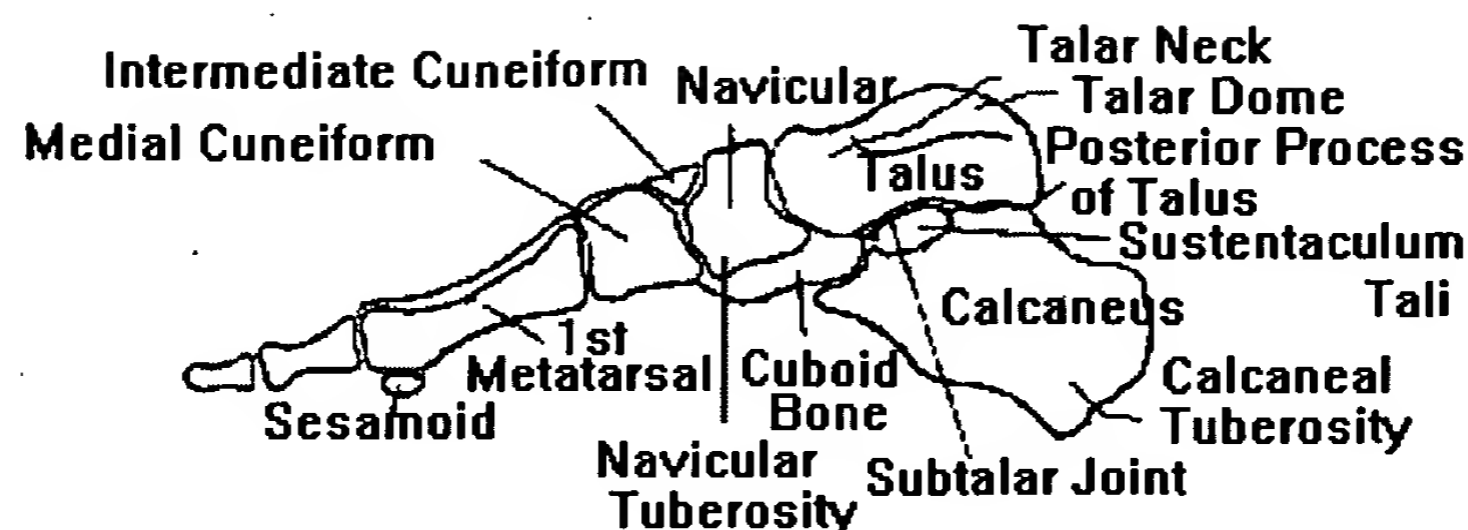 Intermediate Cuneiform
Medial Cuneiform
Navicular
Talar Neck
Talar Dome
Posterior Process
of Talus
Talus
Sustentaculum
Tali
Calcaneus
1st
Metatarsal
Sesamoid
Cuboid
Bone
Calcaneal
Tuberosity
Navicular
Tuberosity
Subtalar Joint